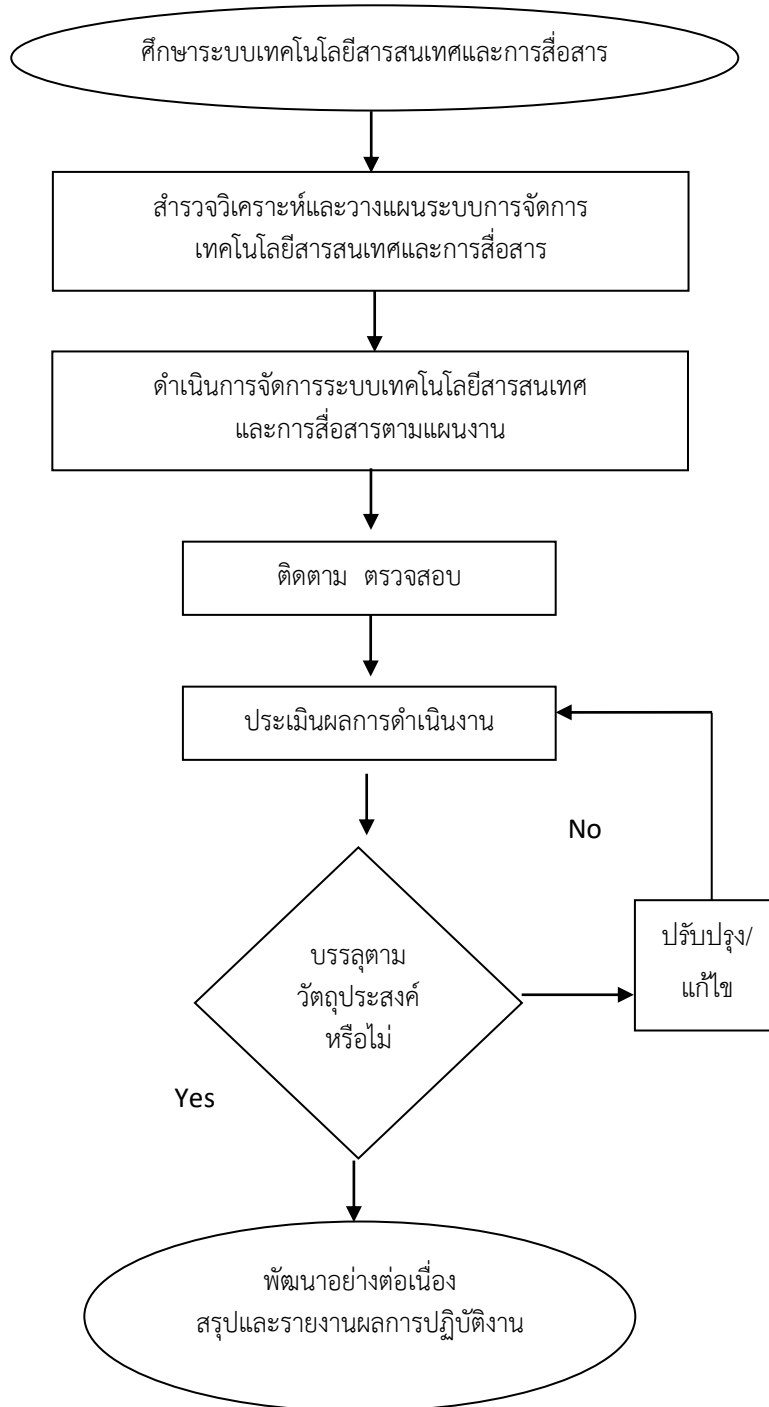 ศึกษาระบบเทคโนโลยีสารสนเทศและการสื่อสาร
สำรวจวิเคราะห์และวางแผนระบบการจัดการ
เทคโนโลยีสารสนเทศและการสื่อสาร
ดำเนินการจัดการระบบเทคโนโลยีสารสนเทศ
และการสื่อสารตามแผนงาน
ติดตาม ตรวจสอบ
ประเมินผลการดำเนินงาน
No
ปรับปรุง/
แก้ไข
บรรลุตาม
วัตถุประสงค์
หรือไม่
Yes
พัฒนาอย่างต่อเนื่อง
สรุปและรายงานผลการปฏิบัติงาน